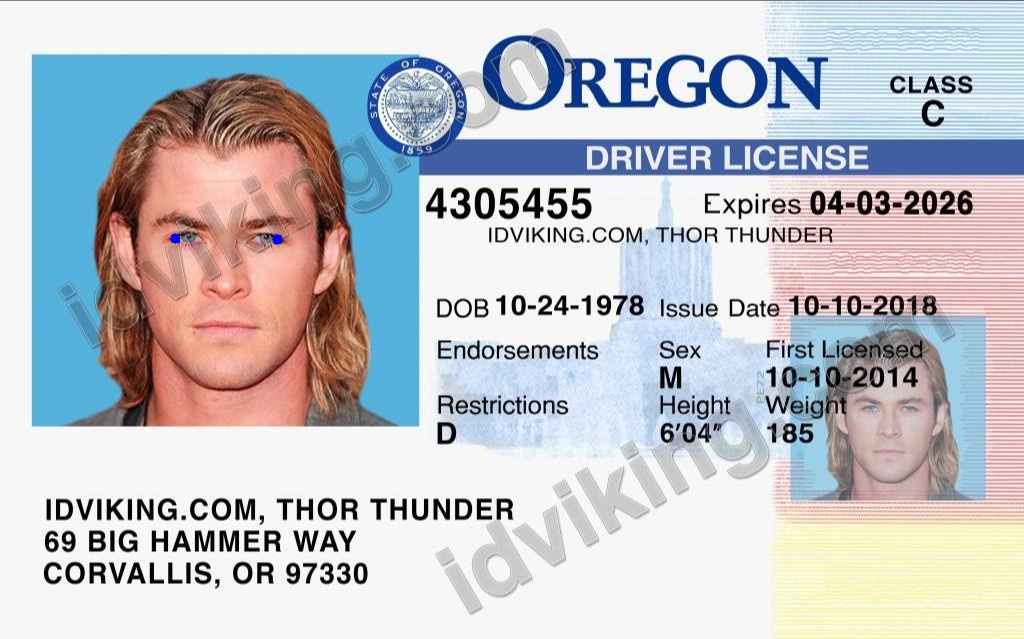 OREGON
STATE OF OREGON
1859
CLASS
C
DRIVER LICENSE
4305455
Expires 04-03-2026
IDVIKING.COM, THOR THUNDER
DOB 10-24-1978 Issue Date 10-10-2018
Endorsements Sex First Licensed
M 10-10-2014
Restrictions Height Weight
D 6'04" 185
IDVIKING.COM, THOR THUNDER
69 BIG HAMMER WAY
CORVALLIS, OR 97330
idviking.com
idviking.com